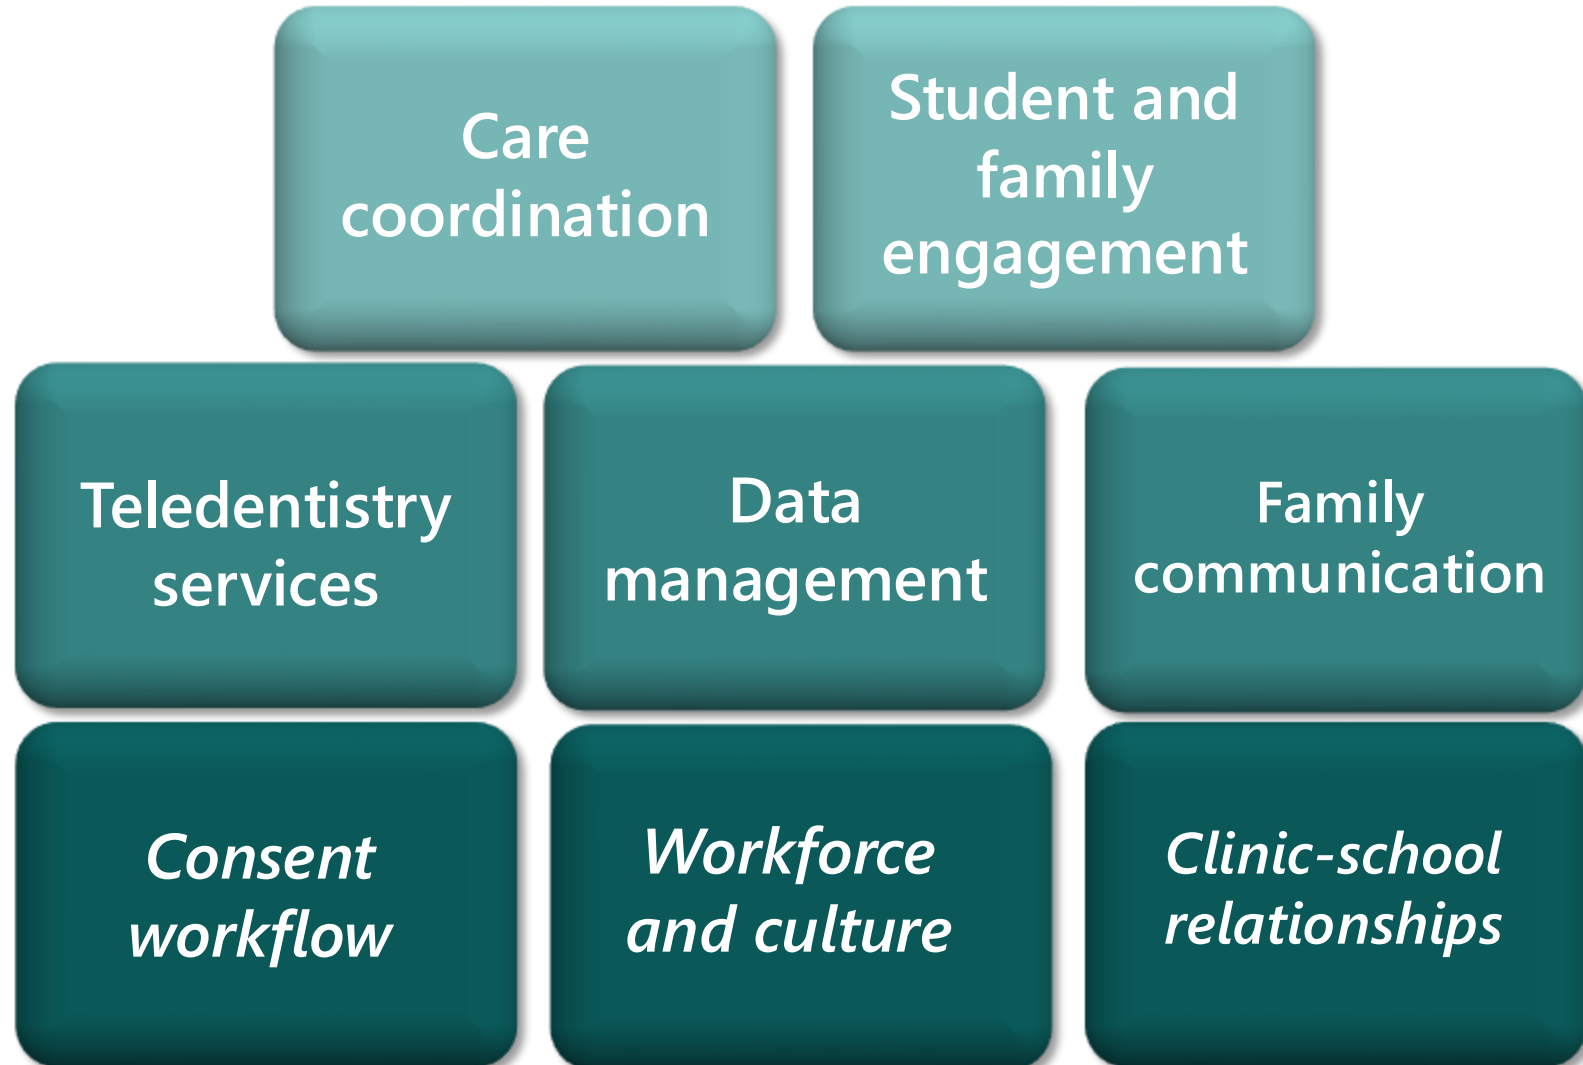 Care
coordination
Student and
family
engagement
Teledentistry
services
Data
management
Family
communication
Consent
workflow
Workforce
and culture
Clinic-school
relationships